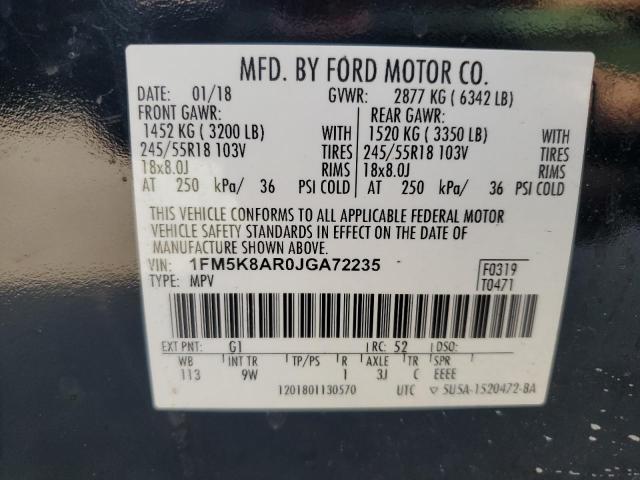 MFD. BY FORD MOTOR CO.
DATE: 01/18 GVWR: 2877 KG ( 6342 LB)
FRONT GAWR: REAR GAWR:
1452 KG ( 3200 LB) WITH 1520 KG ( 3350 LB) WITH
245/55R18 103V TIRES 245/55R18 103V TIRES
18x8.0J RIMS 18x8.0J RIMS
AT 250 kPa/ 36 PSI COLD AT 250 kPa/ 36 PSI COLD
THIS VEHICLE CONFORMS TO ALL APPLICABLE FEDERAL MOTOR
VEHICLE SAFETY STANDARDS IN EFFECT ON THE DATE OF
MANUFACTURE SHOWN ABOVE.
VIN: 1FM5K8AR0JGA72235 F0319
TYPE: MPV T0471
EXT PNT: G1 RC: 52 DSO:
WB INT TR TP/PS R AXLE TR SPR
113 9W 1 3J C EEEE
1201801130570 UTC ▽ 5USA-1520472-BA